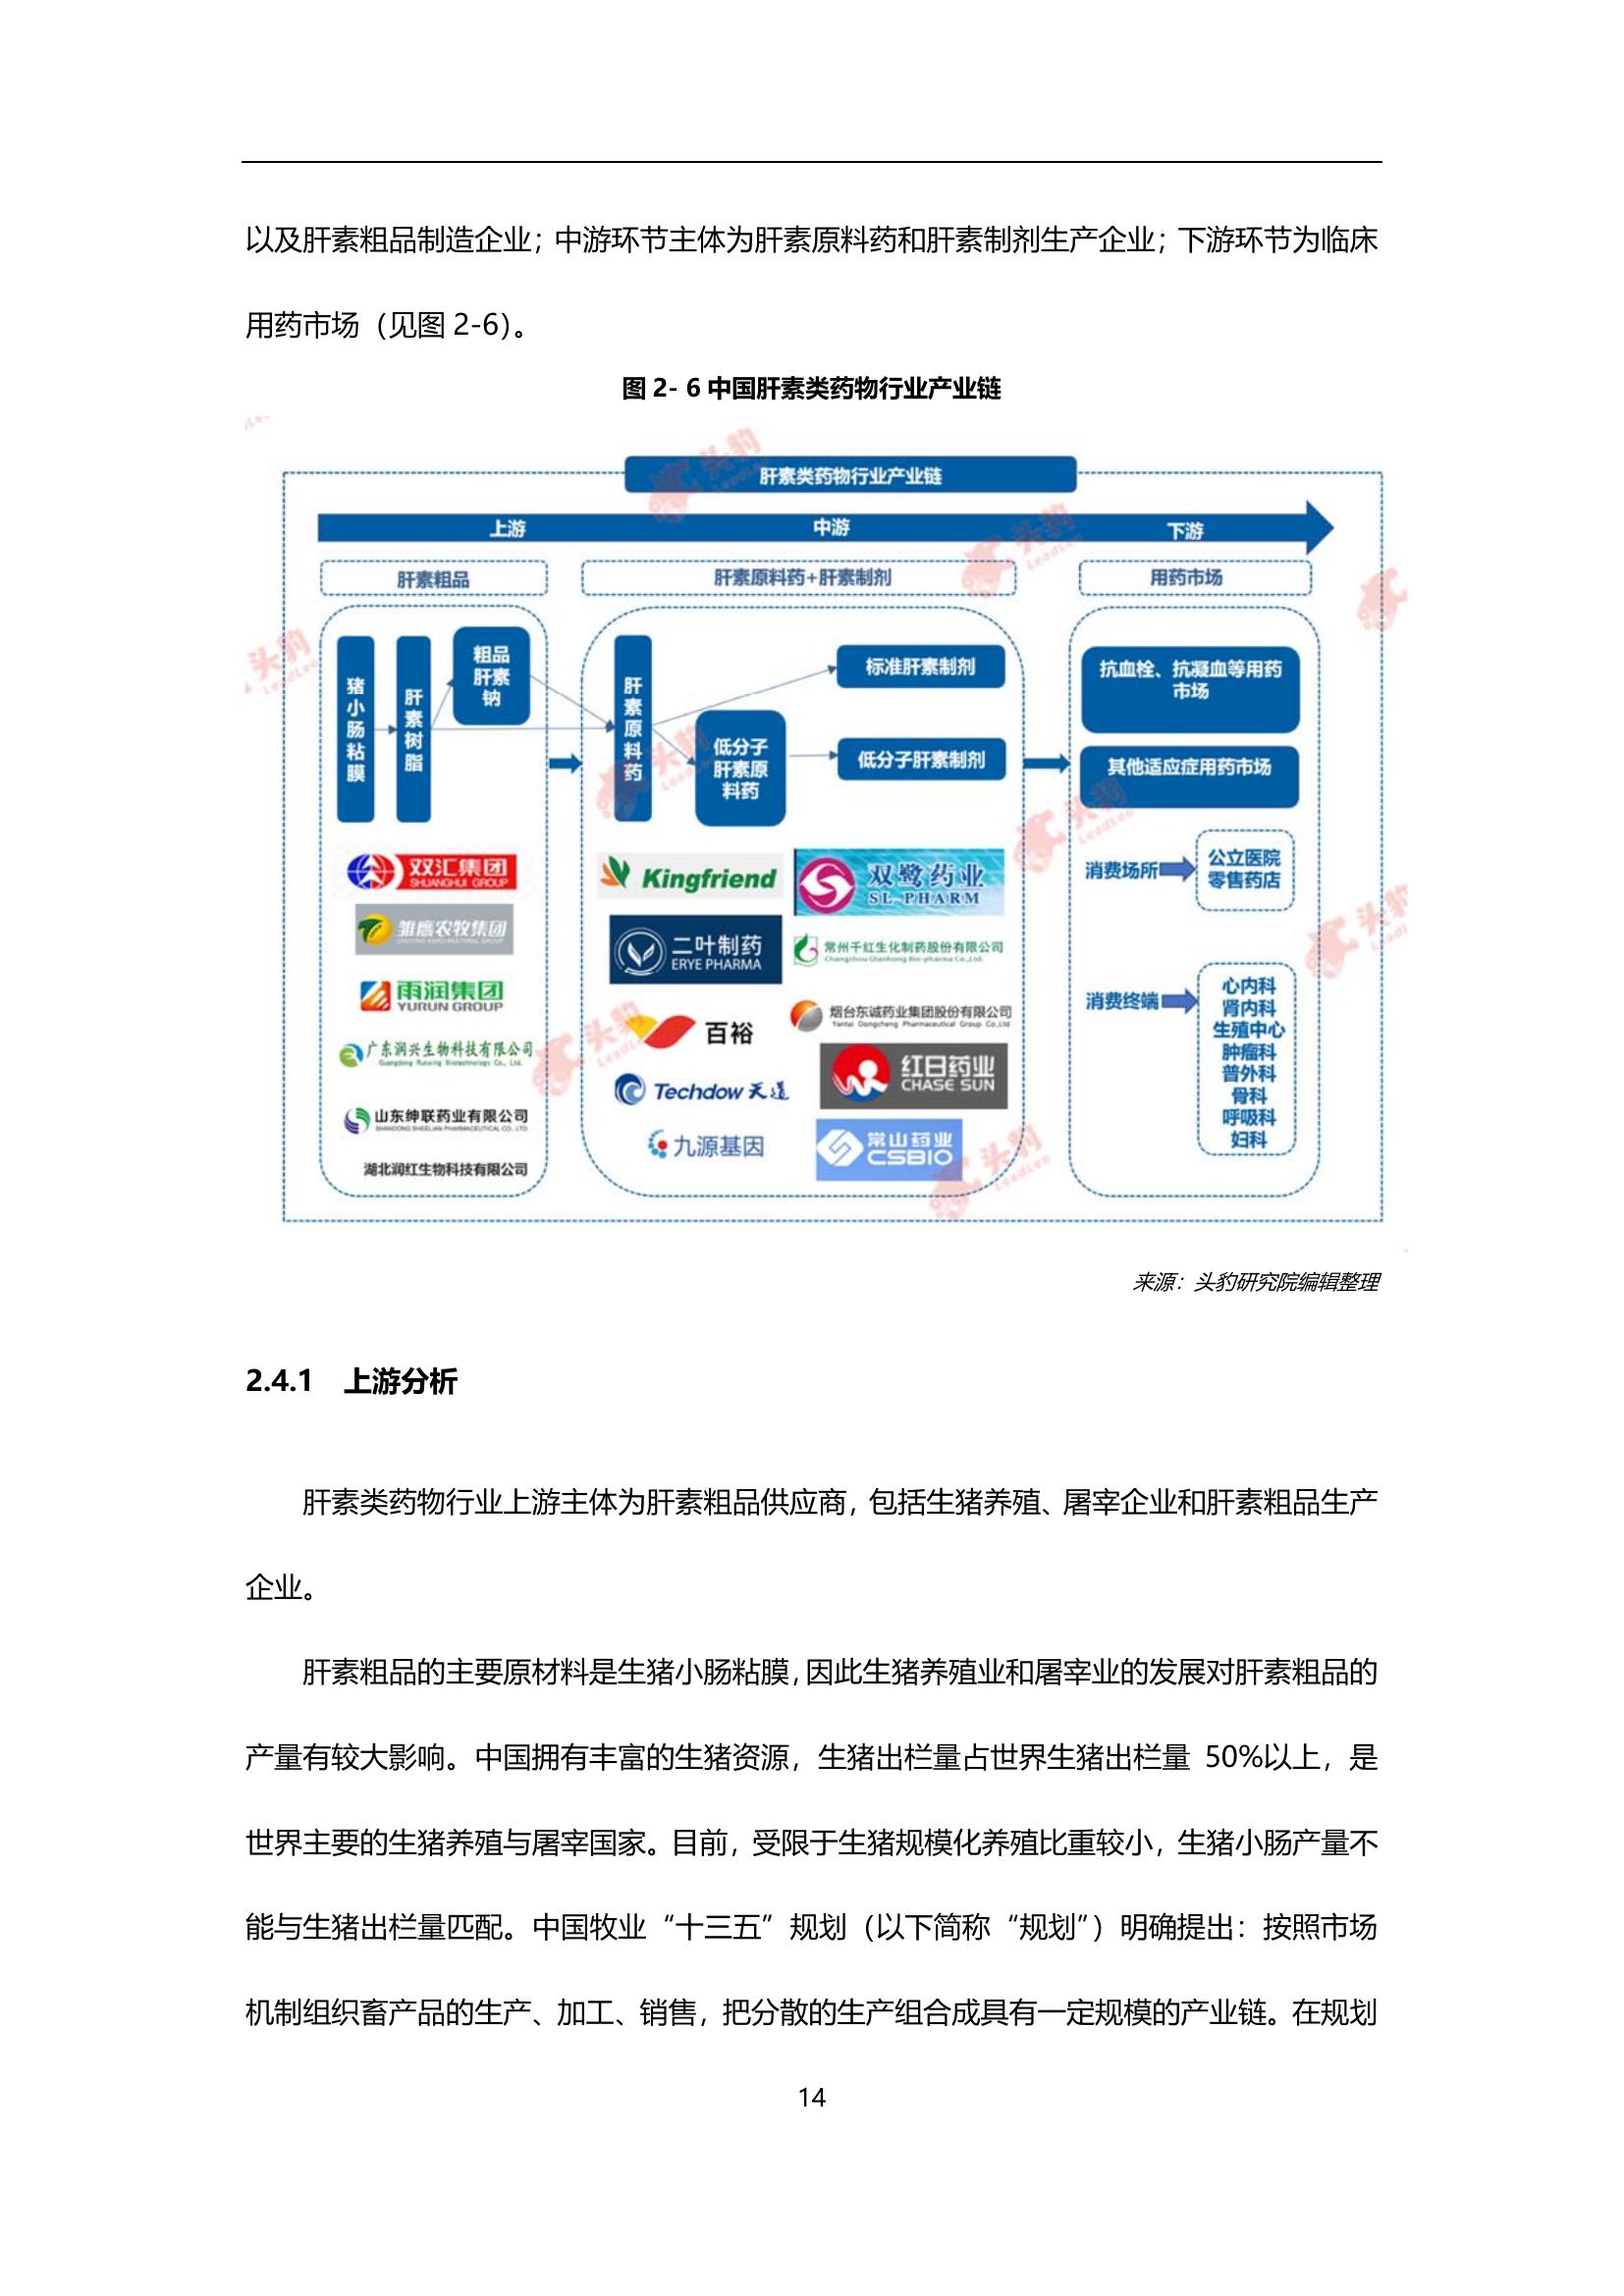 以及肝素粗品制造企业；中游环节主体为肝素原料药和肝素制剂生产企业；下游环节为临床
用药市场（见图 2-6）。
图 2- 6 中国肝素类药物行业产业链
肝素类药物行业产业链
上游
中游
下游
肝素粗品
肝素原料药+肝素制剂
用药市场
猪小肠粘膜
肝素树脂
粗品
肝素
钠
肝素原料药
低分子
肝素原
料药
标准肝素制剂
低分子肝素制剂
抗血栓、抗凝血等用药
市场
其他适应症用药市场
消费场所
公立医院
零售药店
消费终端
心内科
肾内科
生殖中心
肿瘤科
普外科
骨科
呼吸科
妇科
双汇集团
SHUANGHUI GROUP
雏鹰农牧集团
雨润集团
YURUN GROUP
广东润兴生物科技有限公司
Guangdong Runxing Biotechnology Co., Ltd.
山东绅联药业有限公司
SHANDONG SHEELIAN PHARMACEUTICAL CO., LTD
湖北润红生物科技有限公司
Kingfriend
双鹭药业
SL PHARM
二叶制药
ERYE PHARMA
常州千红生化制药股份有限公司
Changzhou Qianhong Bio-pharma Co.,Ltd.
百裕
烟台东诚药业集团股份有限公司
Yantai Dongcheng Pharmaceutical Group Co.,Ltd
Techdow 天道
红日药业
CHASE SUN
九源基因
常山药业
CSBIO
头豹
LeadLeo
来源：头豹研究院编辑整理
2.4.1 上游分析
肝素类药物行业上游主体为肝素粗品供应商，包括生猪养殖、屠宰企业和肝素粗品生产
企业。
肝素粗品的主要原材料是生猪小肠粘膜，因此生猪养殖业和屠宰业的发展对肝素粗品的
产量有较大影响。中国拥有丰富的生猪资源，生猪出栏量占世界生猪出栏量 50%以上，是
世界主要的生猪养殖与屠宰国家。目前，受限于生猪规模化养殖比重较小，生猪小肠产量不
能与生猪出栏量匹配。中国牧业“十三五”规划（以下简称“规划”）明确提出：按照市场
机制组织畜产品的生产、加工、销售，把分散的生产组合成具有一定规模的产业链。在规划
14